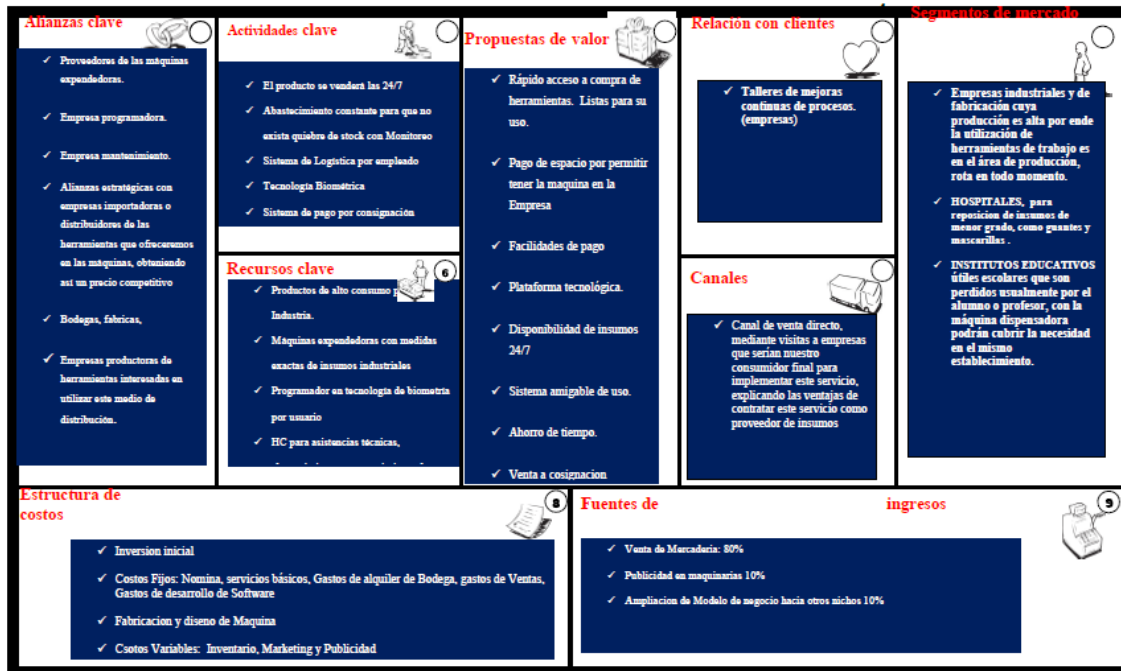 Alianzas clave
✓ Proveedores de las máquinas
expendedoras.
✓ Empresa programadora.
✓ Empresa mantenimiento.
✓ Alianzas estratégicas con
empresas importadoras o
distribuidores de las
herramientas que ofreceremos
en las máquinas, obteniendo
así un precio competitivo
✓ Bodegas, fabricas,
✓ Empresas productoras de
herramientas interesadas en
utilizar este medio de
distribución.
Actividades clave
✓ El producto se venderá las 24/7
✓ Abastecimiento constante para que no
exista quiebre de stock con Monitoreo
✓ Sistema de Logística por empleado
✓ Tecnología Biométrica
✓ Sistema de pago por consignación
Recursos clave
6
✓ Productos de alto consumo
Industria.
✓ Máquinas expendedoras con medidas
exactas de insumos industriales
✓ Programador en tecnología de biometría
por usuario
✓ HC para asistencias técnicas,
Propuestas de valor
✓ Rápido acceso a compra de
herramientas. Listas para su
uso.
✓ Pago de espacio por permitir
tener la maquina en la
Empresa
✓ Facilidades de pago
✓ Plataforma tecnológica.
✓ Disponibilidad de insumos
24/7
✓ Sistema amigable de uso.
✓ Ahorro de tiempo.
✓ Venta a cosignacion
Relación con clientes
✓ Talleres de mejoras
continuas de procesos.
(empresas)
Canales
✓ Canal de venta directo,
mediante visitas a empresas
que serían nuestro
consumidor final para
implementar este servicio,
explicando las ventajas de
contratar este servicio como
proveedor de insumos
Segmentos de mercado
✓ Empresas industriales y de
fabricación cuya
producción es alta por ende
la utilización de
herramientas de trabajo es
en el área de producción,
rota en todo momento.
✓ HOSPITALES, para
reposicion de insumos de
menor grado, como guantes y
mascarillas .
✓ INSTITUTOS EDUCATIVOS
útiles escolares que son
perdidos usualmente por el
alumno o profesor, con la
máquina dispensadora
podrán cubrir la necesidad
en el mismo
establecimiento.
Estructura de
costos
8
✓ Inversion inicial
✓ Costos Fijos: Nomina, servicios básicos, Gastos de alquiler de Bodega, gastos de Ventas,
Gastos de desarrollo de Software
✓ Fabricacion y diseno de Maquina
✓ Csotos Variables: Inventario, Marketing y Publicidad
Fuentes de ingresos
9
✓ Venta de Mercaderia: 80%
✓ Publicidad en maquinarias 10%
✓ Ampliacion de Modelo de negocio hacia otros nichos 10%